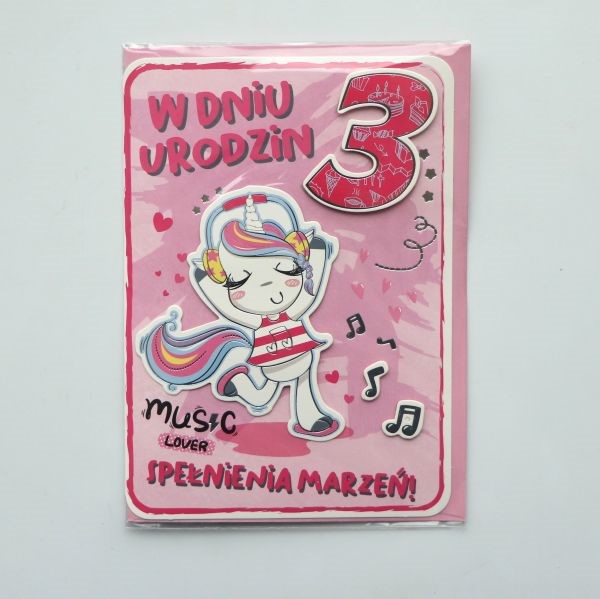 W DNIU
URODZIN
3
MUSIC
LOVER
SPEŁNIENIA MARZEŃ!